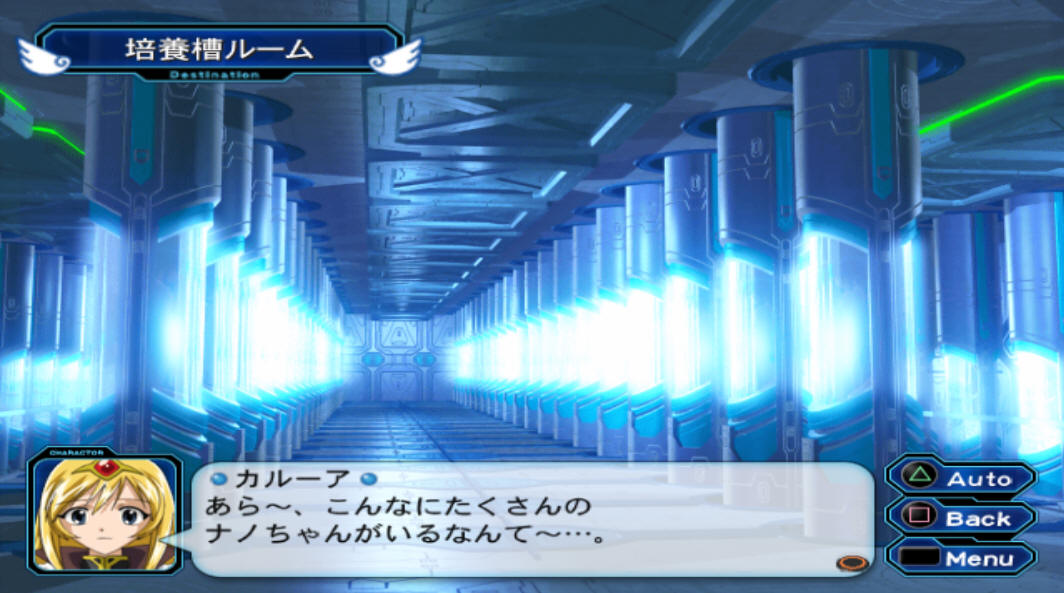 培養槽ルーム
Destination
CHARACTOR
カルーア
あら～、こんなにたくさんの
ナノちゃんがいるなんて～…。
Auto
Back
Menu